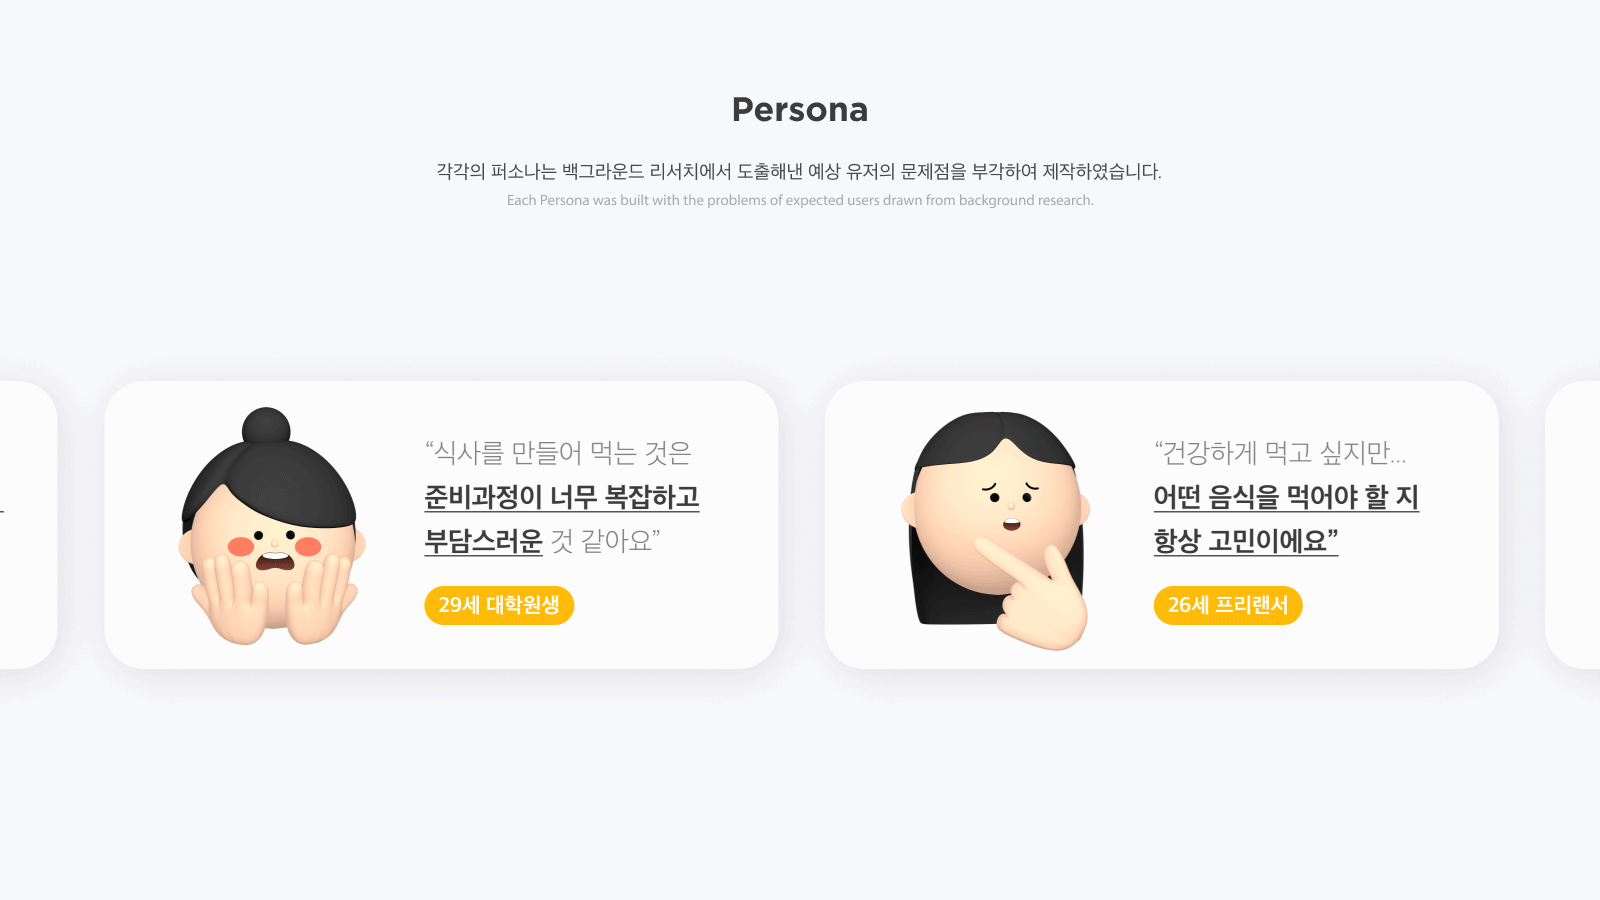 Persona
각각의 퍼소나는 백그라운드 리서치에서 도출해낸 예상 유저의 문제점을 부각하여 제작하였습니다.
Each Persona was built with the problems of expected users drawn from background research.
“식사를 만들어 먹는 것은
준비과정이 너무 복잡하고
부담스러운 것 같아요”
29세 대학원생
“건강하게 먹고 싶지만...
어떤 음식을 먹어야 할 지
항상 고민이에요”
26세 프리랜서